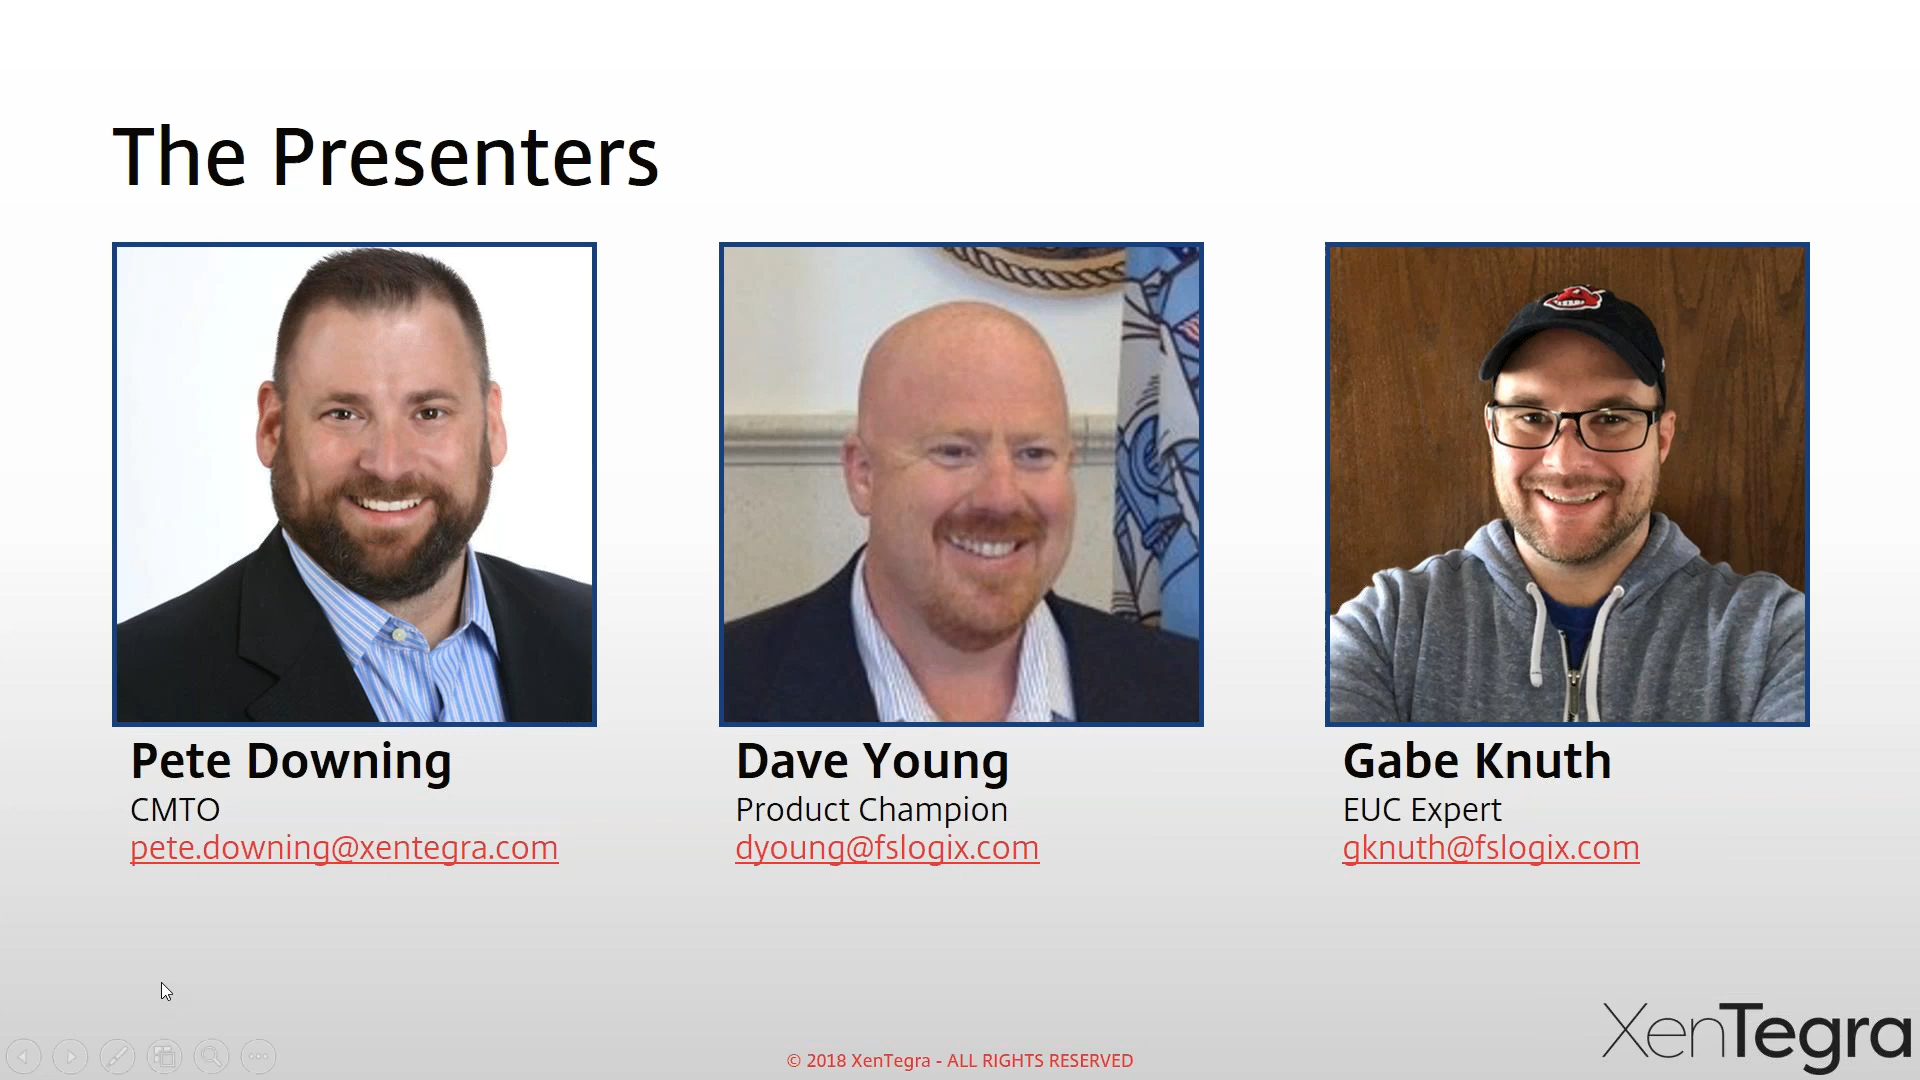 The Presenters
Pete Downing
CMTO
pete.downing@xentegra.com
Dave Young
Product Champion
dyoung@fslogix.com
Gabe Knuth
EUC Expert
gknuth@fslogix.com
© 2018 XenTegra - ALL RIGHTS RESERVED
XenTegra